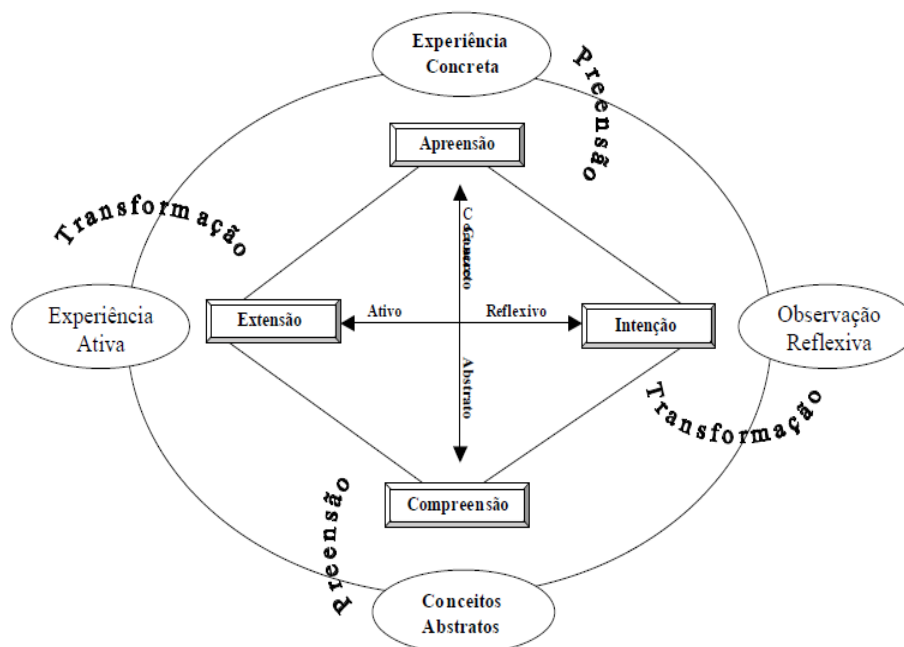 Experiência
Concreta
Preensão
Apreensão
Transformação
Experiência
Ativa
Extensão
Ativo
Reflexivo
Intenção
Observação
Reflexiva
Abstrato
Transformação
Preensão
Compreensão
Conceitos
Abstratos